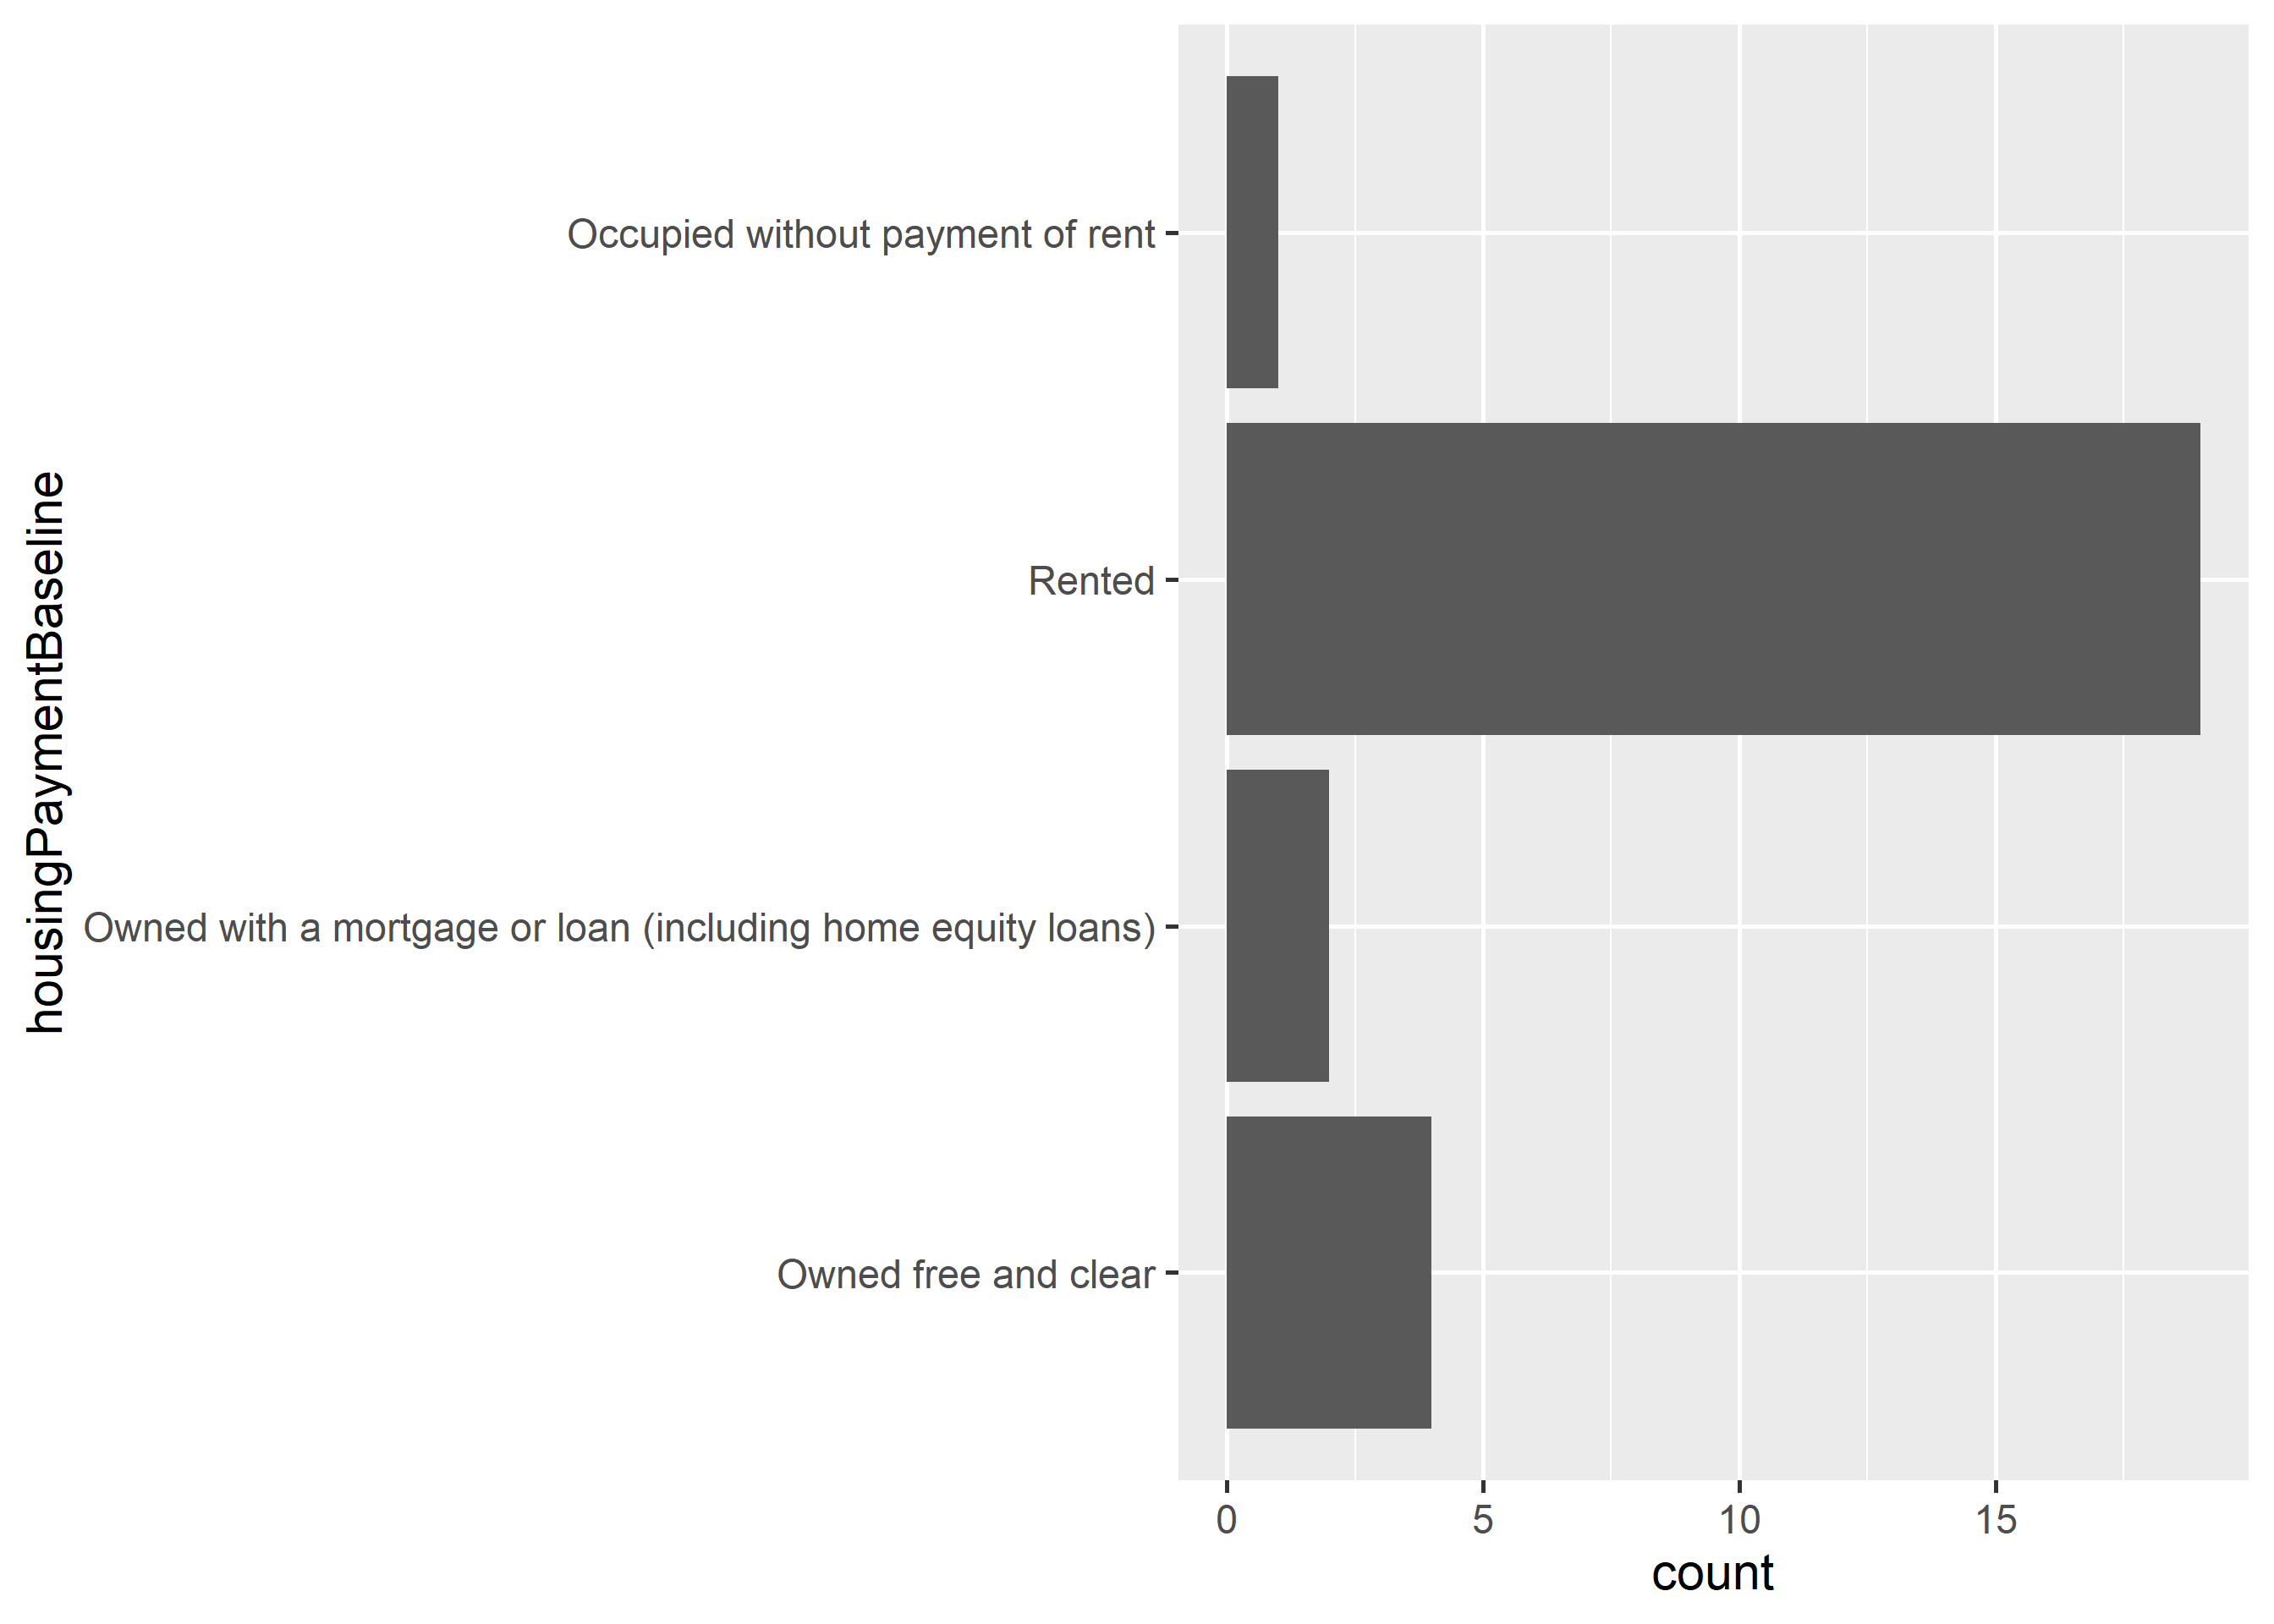 housingPaymentBaseline
Occupied without payment of rent
Rented
Owned with a mortgage or loan (including home equity loans)
Owned free and clear
0 5 10 15
count